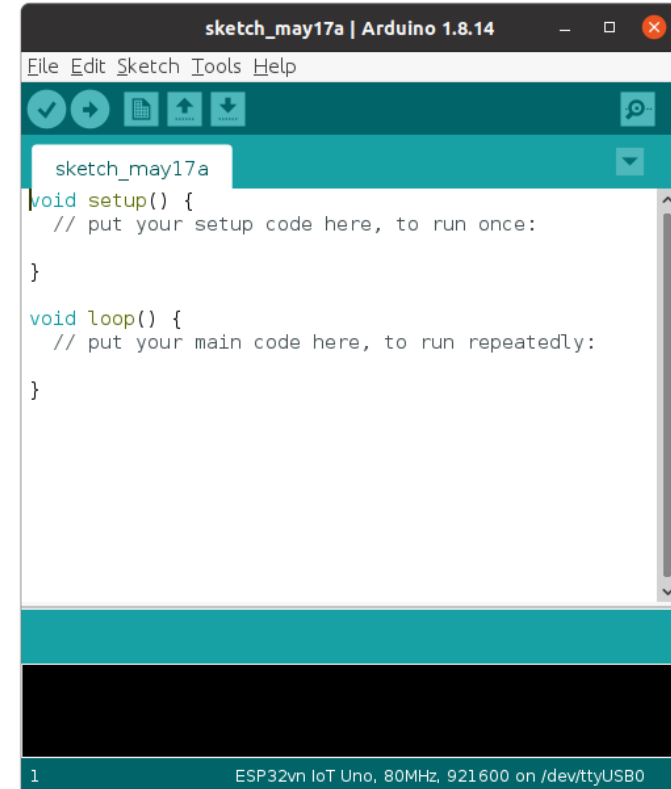 sketch_may17a | Arduino 1.8.14
File Edit Sketch Tools Help
sketch_may17a
void setup() {
  // put your setup code here, to run once:

}

void loop() {
  // put your main code here, to run repeatedly:

}
1 ESP32vn IoT Uno, 80MHz, 921600 on /dev/ttyUSB0